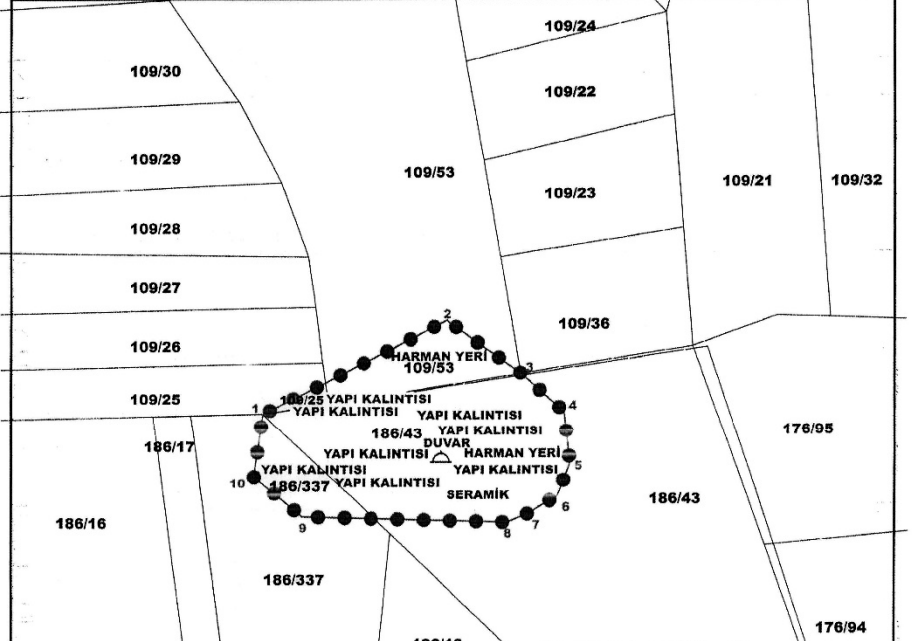 109/24
109/30
109/22
109/29
109/53
109/21
109/32
109/23
109/28
109/27
2
109/36
109/26
HARMAN YERİ
109/53
3
109/25
109/25 YAPI KALINTISI
1
YAPI KALINTISI
YAPI KALINTISI
4
186/43
YAPI KALINTISI
176/95
186/17
DUVAR
YAPI KALINTISI
HARMAN YERİ
5
YAPI KALINTISI
YAPI KALINTISI
10
186/337
YAPI KALINTISI
SERAMİK
186/43
6
186/16
9
8
7
186/337
176/94